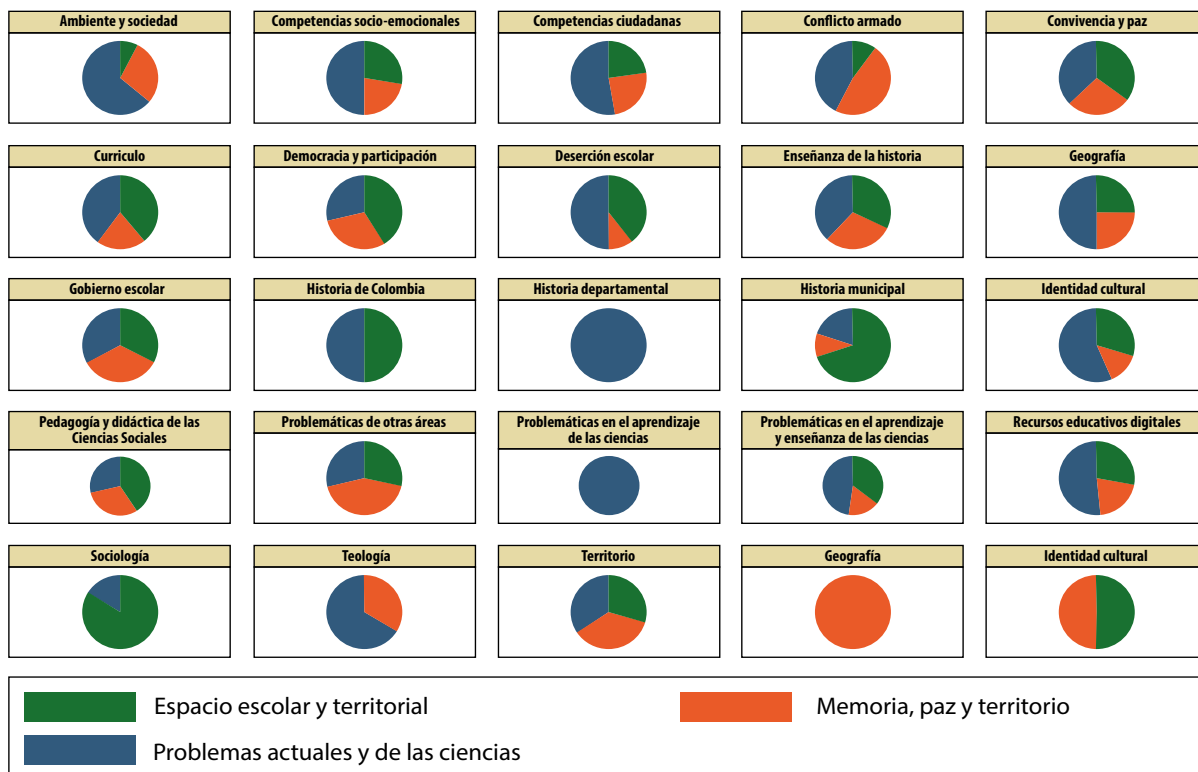 Ambiente y sociedad
Competencias socio-emocionales
Competencias ciudadanas
Conflicto armado
Convivencia y paz
Curriculo
Democracia y participación
Deserción escolar
Enseñanza de la historia
Geografía
Gobierno escolar
Historia de Colombia
Historia departamental
Historia municipal
Identidad cultural
Pedagogía y didáctica de las
Ciencias Sociales
Problemáticas de otras áreas
Problemáticas en el aprendizaje
de las ciencias
Problemáticas en el aprendizaje
y enseñanza de las ciencias
Recursos educativos digitales
Sociología
Teología
Territorio
Geografía
Identidad cultural
Espacio escolar y territorial
Memoria, paz y territorio
Problemas actuales y de las ciencias